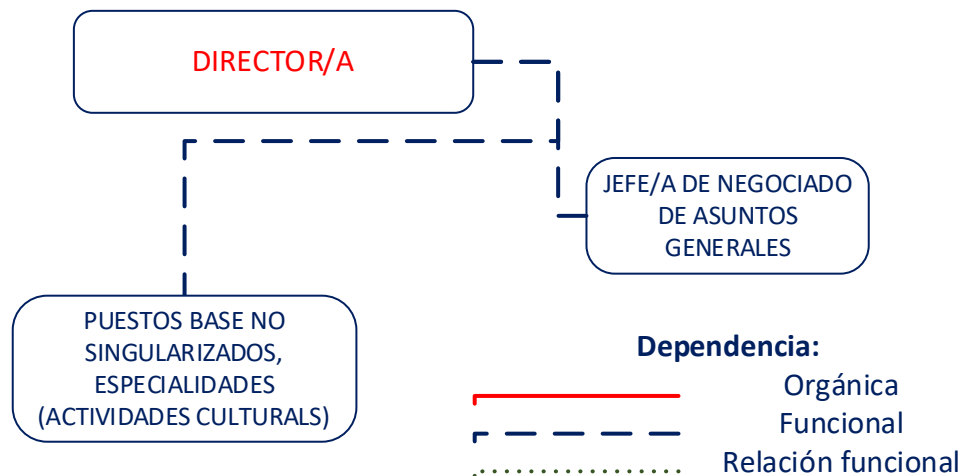 DIRECTOR/A
JEFE/A DE NEGOCIADO
DE ASUNTOS
GENERALES
PUESTOS BASE NO
SINGULARIZADOS,
ESPECIALIDADES
(ACTIVIDADES CULTURALS)
Dependencia:
Orgánica
Funcional
Relación funcional